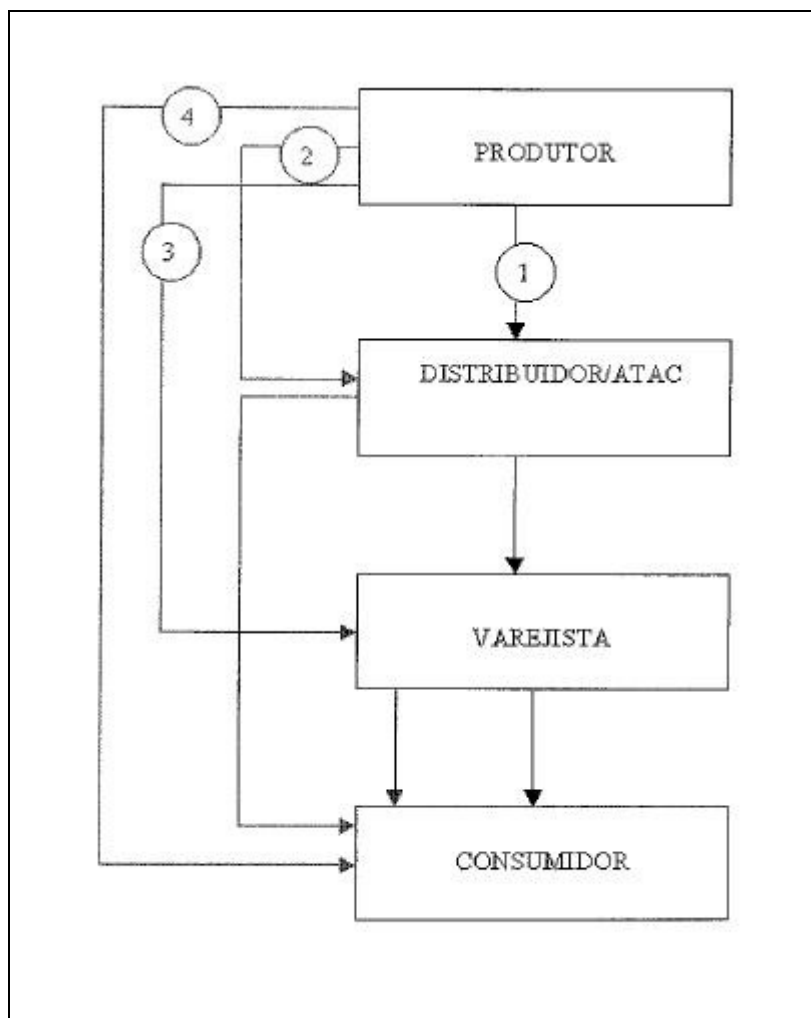 4
PRODUTOR
2
3
1
DISTRIBUIDOR/ATAC
VAREJISTA
CONSUMIDOR